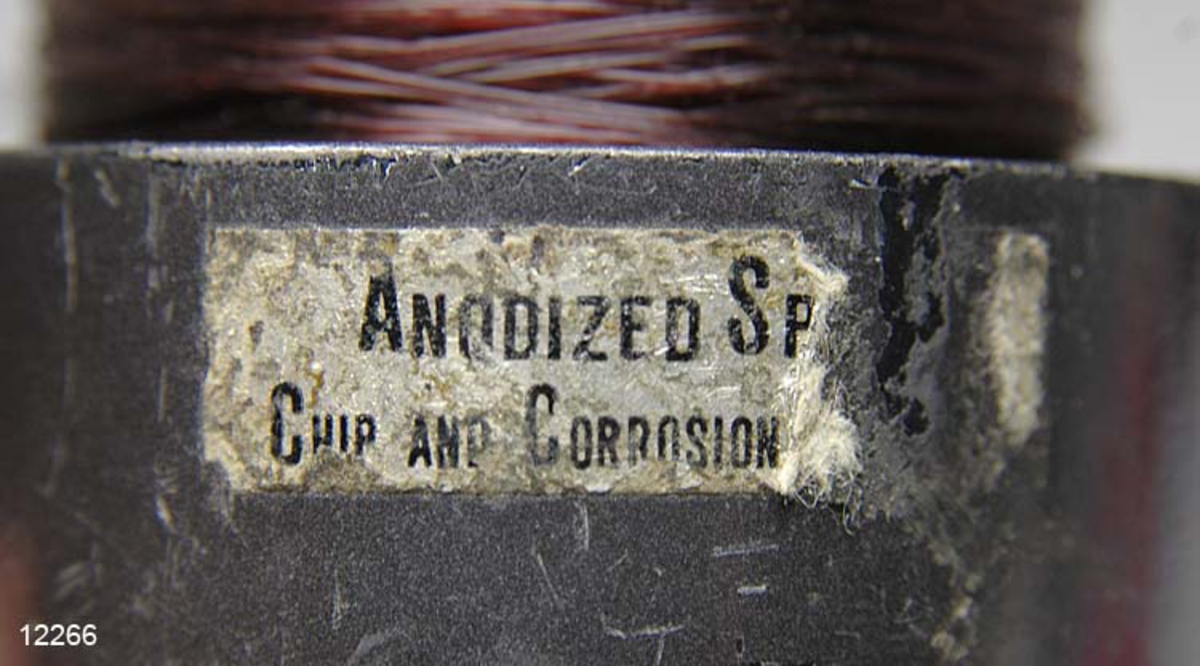 ANODIZED SP
CHIP AND CORROSION
12266